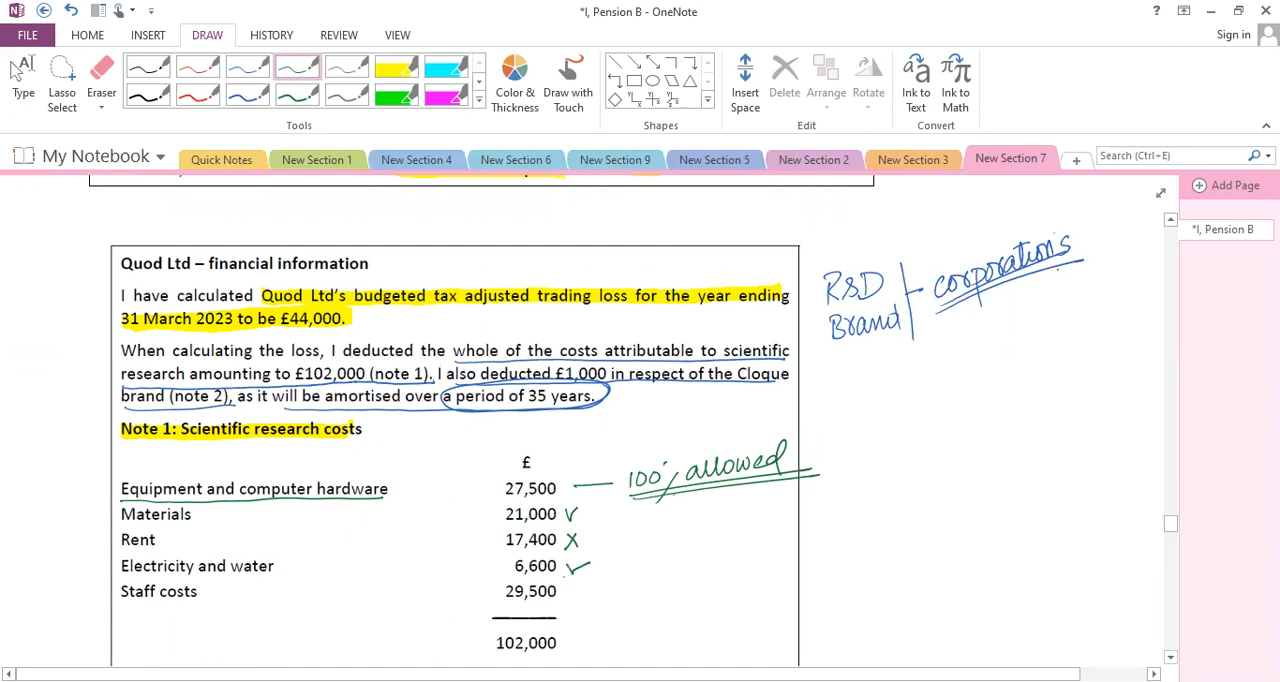 *I, Pension B - OneNote
?
FILE HOME INSERT DRAW HISTORY REVIEW VIEW
Sign in
Type
Lasso Select
Eraser
Color & Thickness
Draw with Touch
Insert Space
Delete
Arrange
Rotate
Ink to Text
Ink to Math
Tools
Shapes
Edit
Convert
My Notebook
Quick Notes New Section 1 New Section 4 New Section 6 New Section 9 New Section 5 New Section 2 New Section 3 New Section 7
Search (Ctrl+E)
Add Page
*I, Pension B
Quod Ltd – financial information
I have calculated Quod Ltd's budgeted tax adjusted trading loss for the year ending
31 March 2023 to be £44,000.
When calculating the loss, I deducted the whole of the costs attributable to scientific
research amounting to £102,000 (note 1). I also deducted £1,000 in respect of the Cloque
brand (note 2), as it will be amortised over a period of 35 years.
R&D
Brand
corporations
Note 1: Scientific research costs
£
Equipment and computer hardware 27,500 — 100% allowed
Materials 21,000 ✓
Rent 17,400 X
Electricity and water 6,600 ✓
Staff costs 29,500
102,000